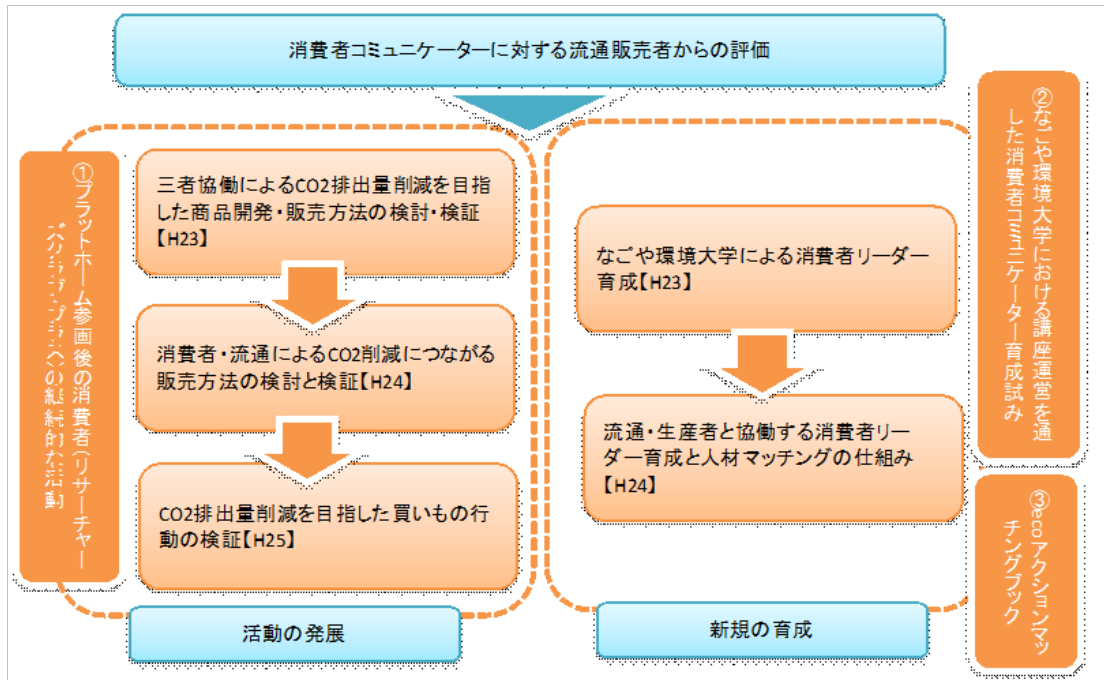 消費者コミュニケーターに対する流通販売者からの評価
①プラットホーム参画後の消費者(リサーチャー
の継続的な活動
三者協働によるCO2排出量削減を目指
した商品開発・販売方法の検討・検証
【H23】
消費者・流通によるCO2削減につながる
販売方法の検討と検証【H24】
CO2排出量削減を目指した買いもの行
動の検証【H25】
活動の発展
なごや環境大学による消費者リーダー
育成【H23】
流通・生産者と協働する消費者リー
ダー育成と人材マッチングの仕組み
【H24】
新規の育成
②なごや環境大学における講座運営を通
した消費者コミュニケーター育成試み
③ecoアクションマッ
チングブック